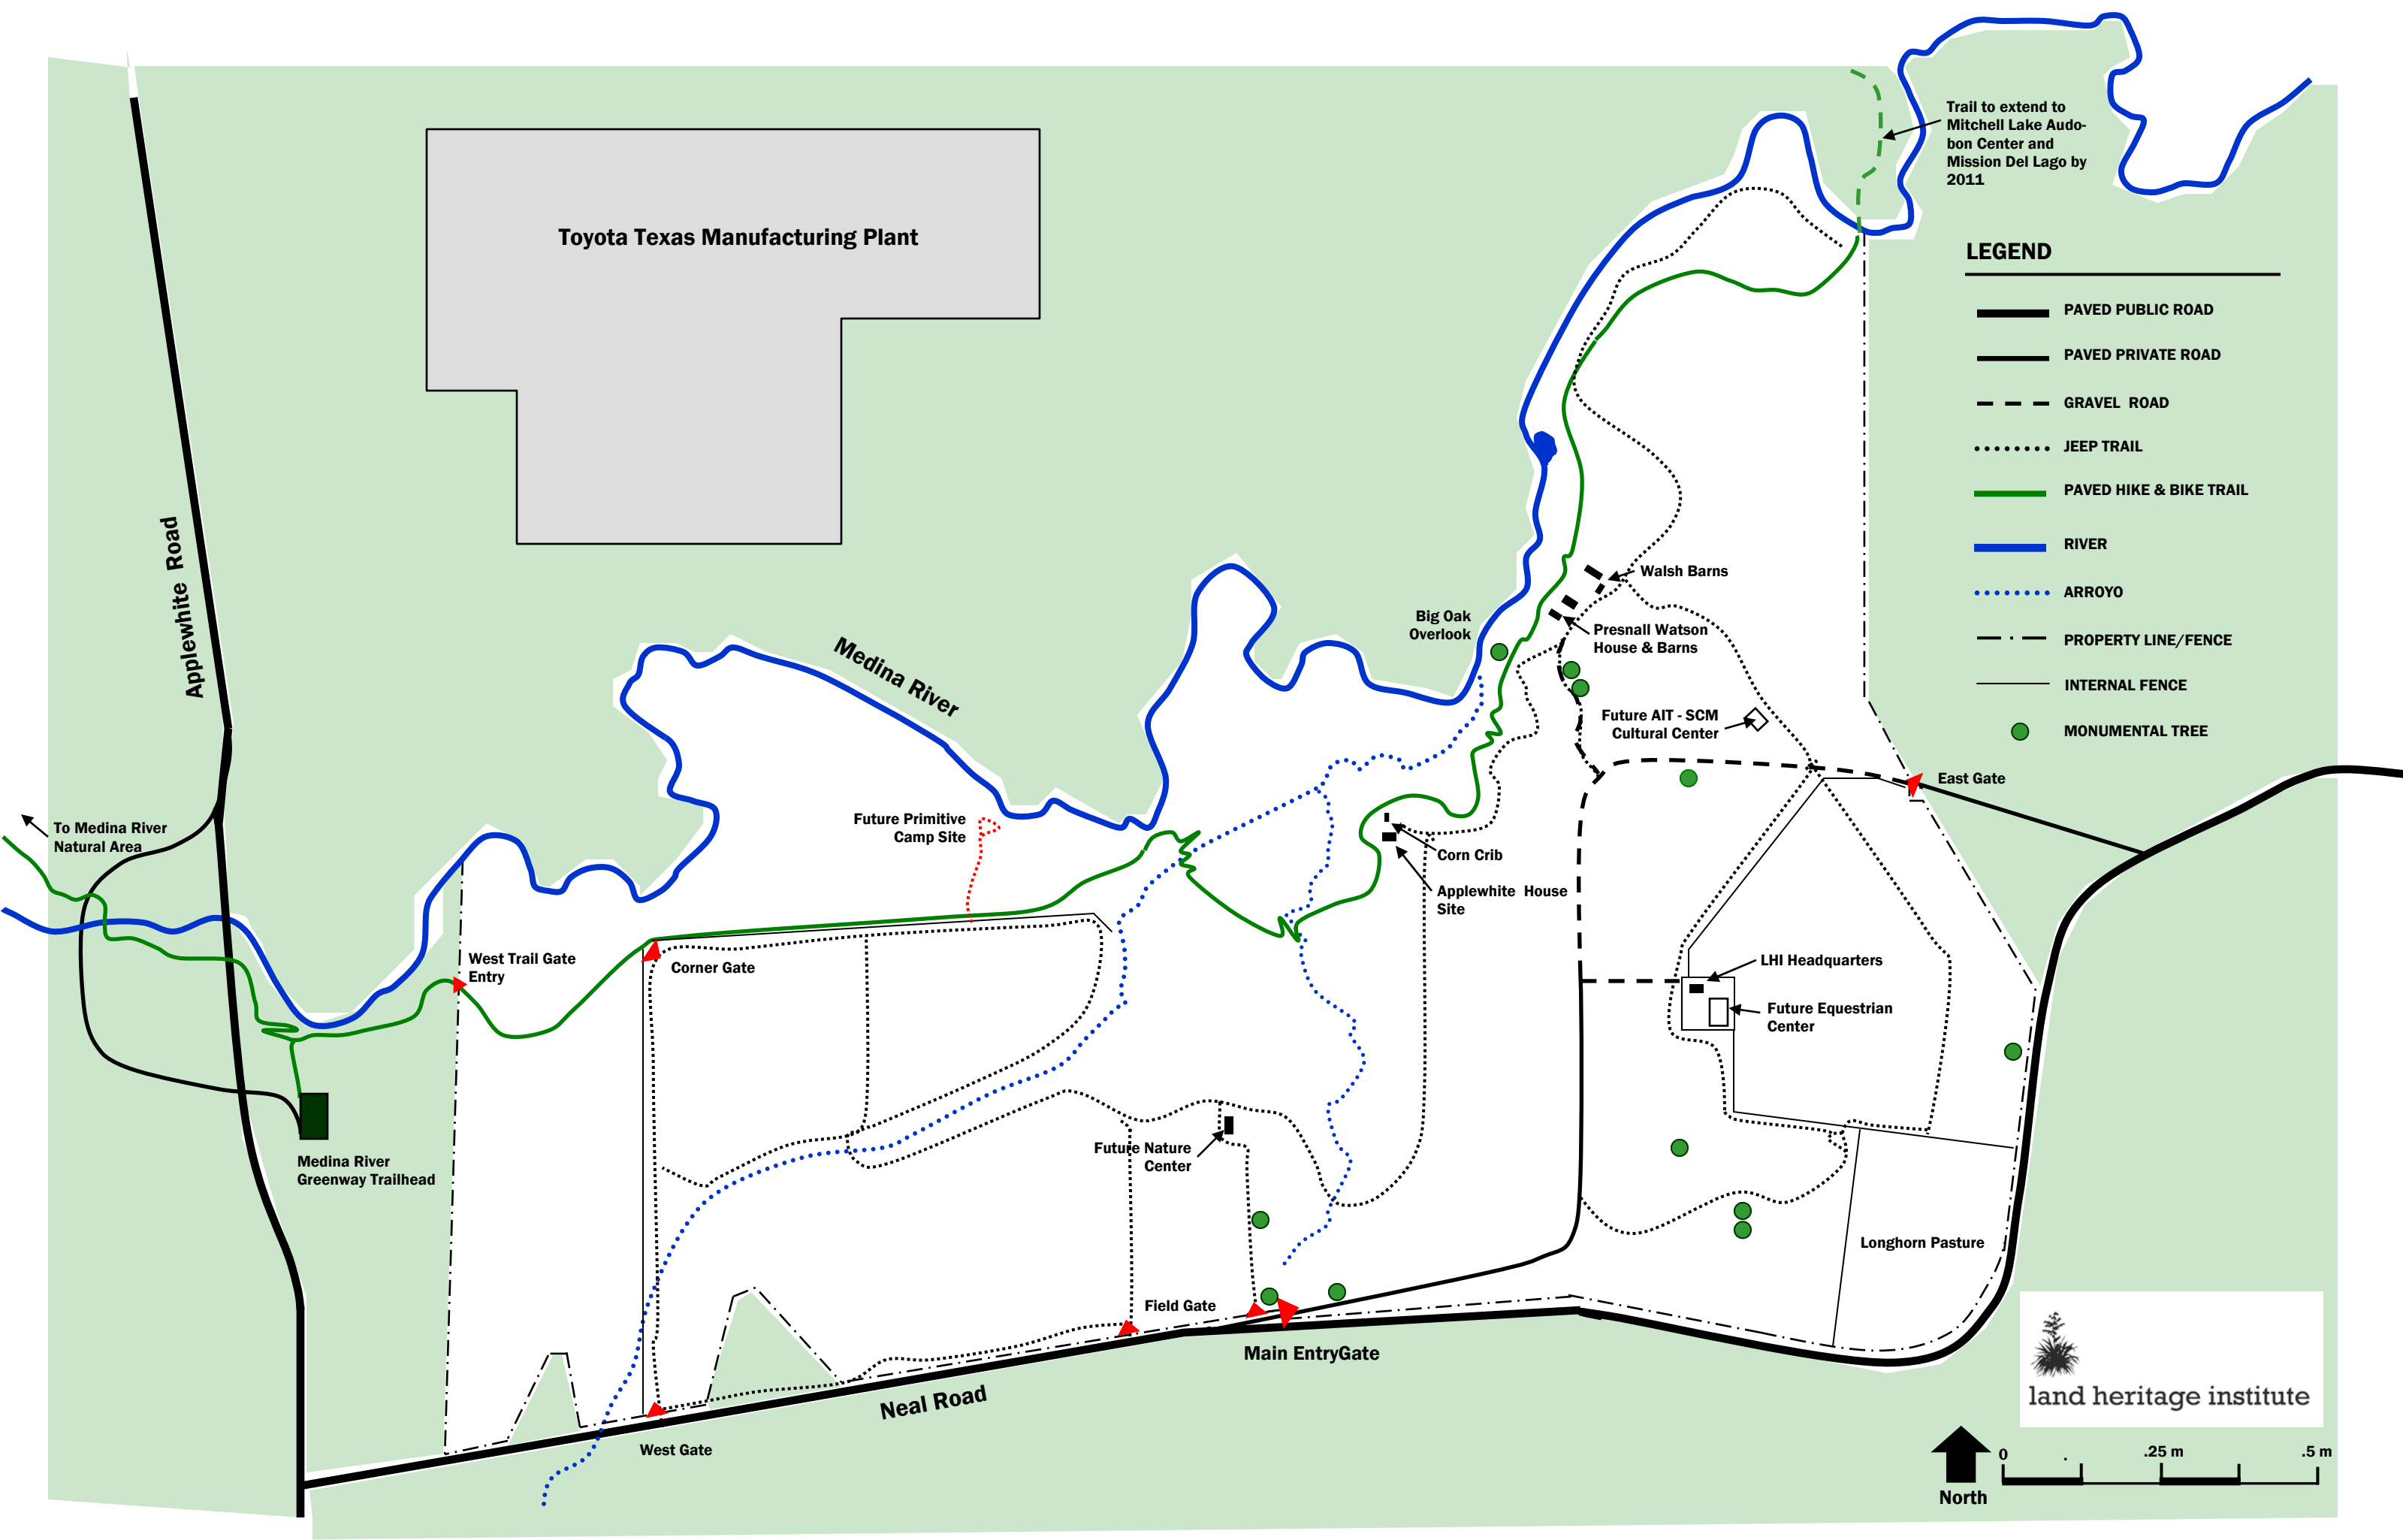 Toyota Texas Manufacturing Plant
Trail to extend to
Mitchell Lake Audo-
bon Center and
Mission Del Lago by
2011
LEGEND
PAVED PUBLIC ROAD
PAVED PRIVATE ROAD
GRAVEL ROAD
JEEP TRAIL
PAVED HIKE & BIKE TRAIL
RIVER
ARROYO
PROPERTY LINE/FENCE
INTERNAL FENCE
MONUMENTAL TREE
Applewhite Road
Medina River
Big Oak
Overlook
Walsh Barns
Presnall Watson
House & Barns
Future AIT - SCM
Cultural Center
East Gate
To Medina River
Natural Area
Future Primitive
Camp Site
Corn Crib
Applewhite House
Site
West Trail Gate
Entry
Corner Gate
LHI Headquarters
Future Equestrian
Center
Medina River
Greenway Trailhead
Future Nature
Center
Longhorn Pasture
Field Gate
Main EntryGate
Neal Road
West Gate
land heritage institute
North
0 . .25 m .5 m